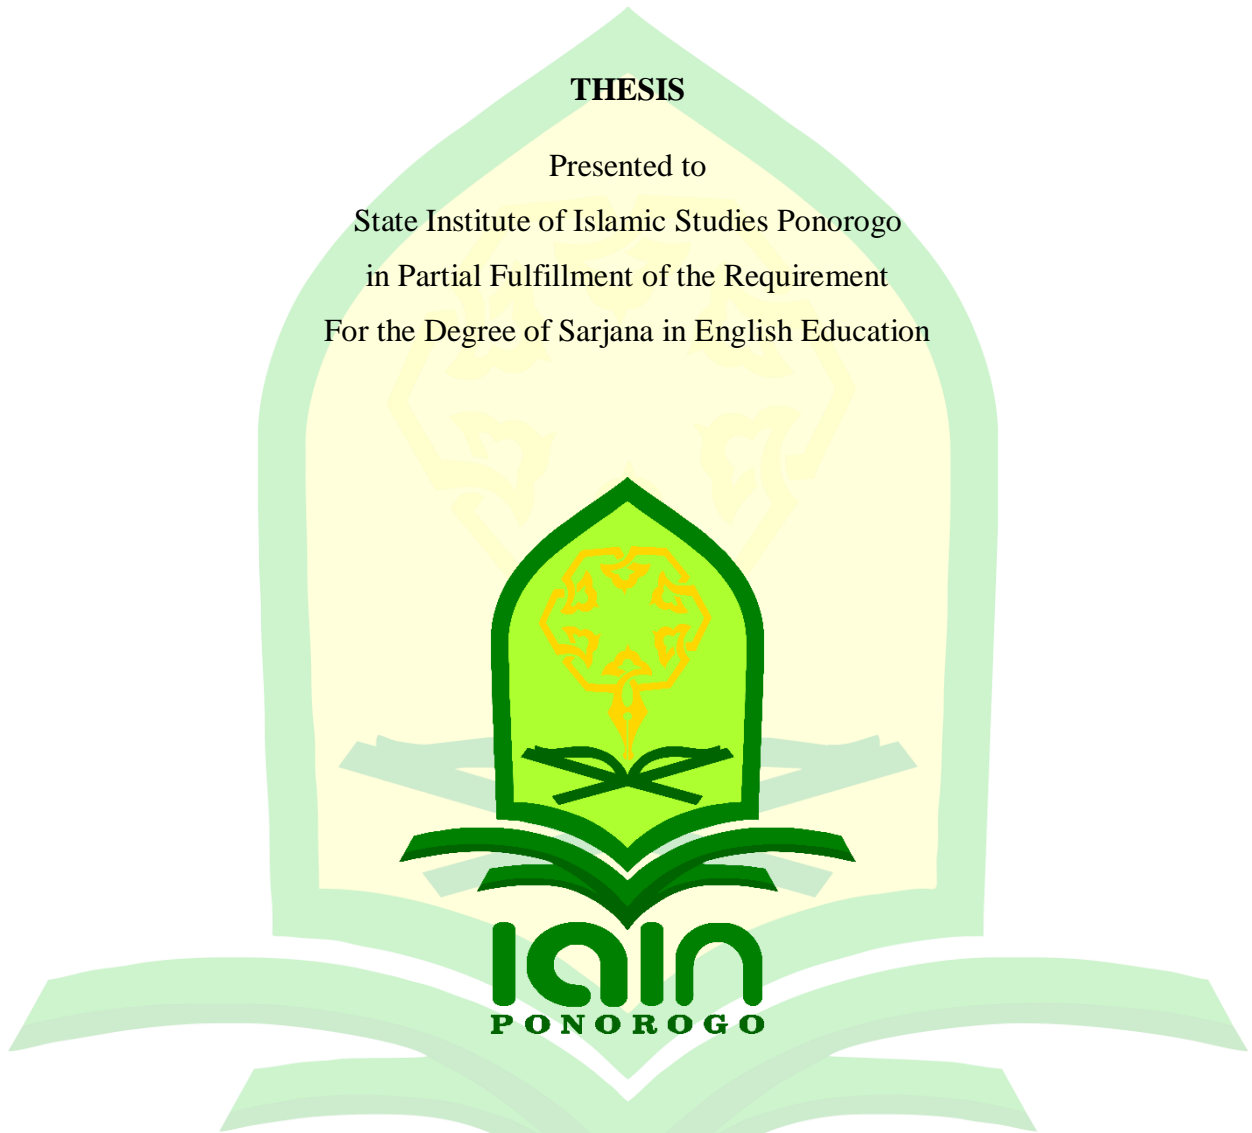 THESIS
Presented to
State Institute of Islamic Studies Ponorogo
in Partial Fulfillment of the Requirement
For the Degree of Sarjana in English Education
IAIN
PONOROGO